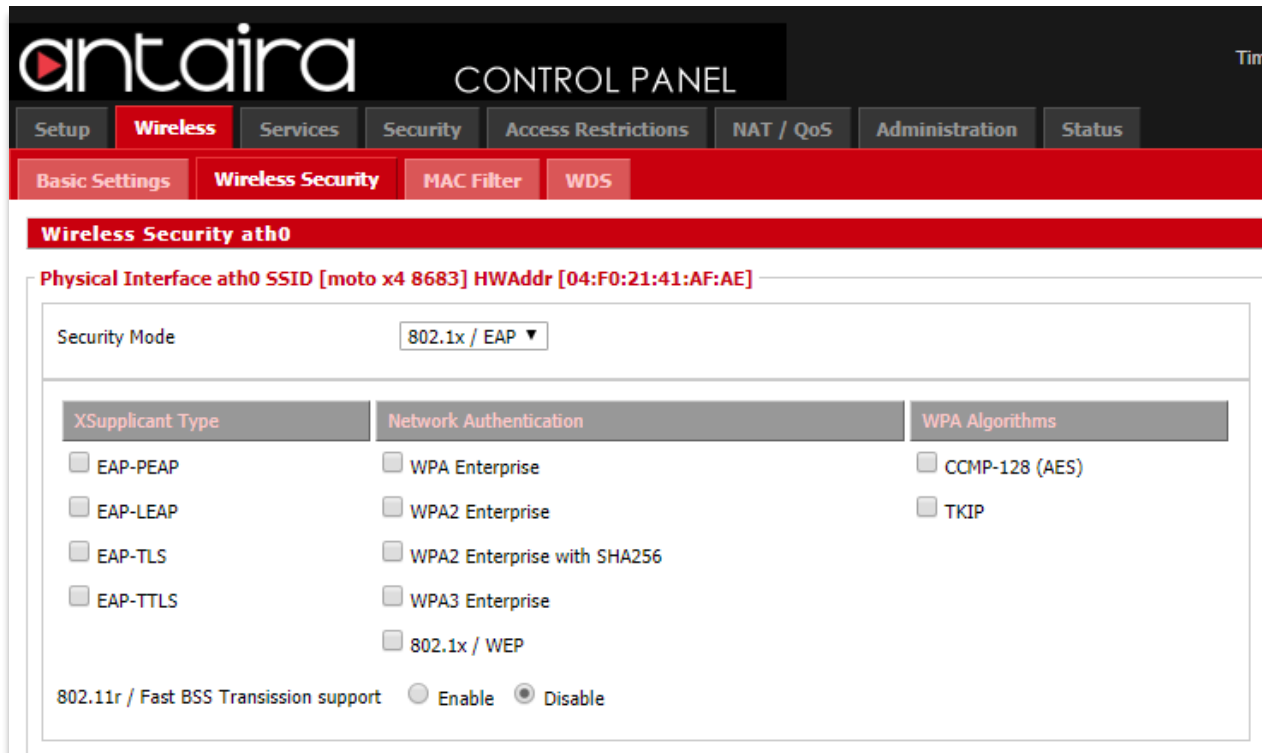 antaira CONTROL PANEL
Setup Wireless Services Security Access Restrictions NAT / QoS Administration Status
Basic Settings Wireless Security MAC Filter WDS
Wireless Security ath0
Physical Interface ath0 SSID [moto x4 8683] HWAddr [04:F0:21:41:AF:AE]
Security Mode 802.1x / EAP
XSupplicant Type Network Authentication WPA Algorithms
EAP-PEAP WPA Enterprise CCMP-128 (AES)
EAP-LEAP WPA2 Enterprise TKIP
EAP-TLS WPA2 Enterprise with SHA256
EAP-TTLS WPA3 Enterprise
802.1x / WEP
802.11r / Fast BSS Transission support Enable Disable